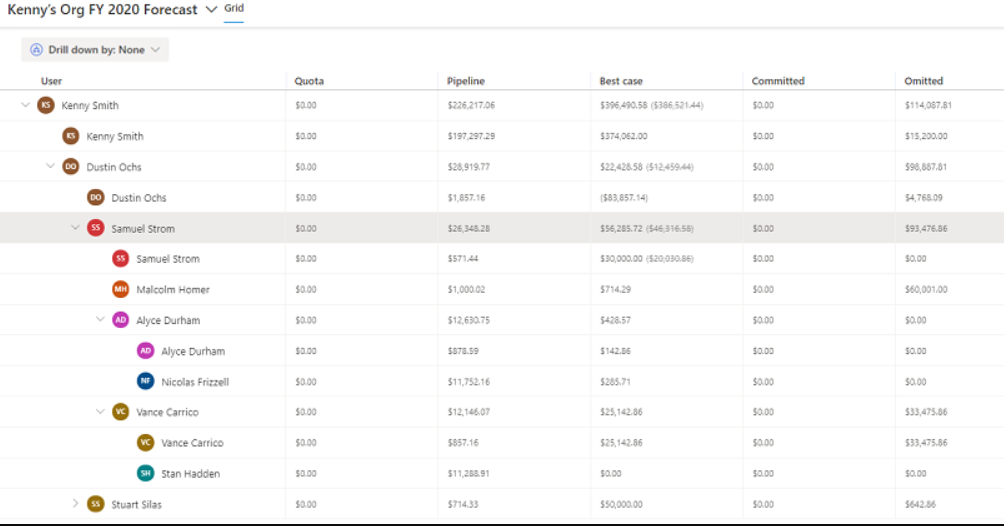 Kenny's Org FY 2020 Forecast Grid
Drill down by: None
User Quota Pipeline Best case Committed Omitted
KS Kenny Smith $0.00 $226,217.06 $396,490.58 ($386,521.44) $0.00 $114,087.81
KS Kenny Smith $0.00 $197,297.29 $374,062.00 $0.00 $15,200.00
DO Dustin Ochs $0.00 $28,919.77 $22,428.58 ($12,459.44) $0.00 $98,887.81
DO Dustin Ochs $0.00 $1,857.16 ($83,857.14) $0.00 $4,768.09
SS Samuel Strom $0.00 $26,348.28 $56,285.72 ($46,316.58) $0.00 $93,476.86
SS Samuel Strom $0.00 $571.44 $30,000.00 ($20,030.86) $0.00 $0.00
MH Malcolm Homer $0.00 $1,000.02 $714.29 $0.00 $60,001.00
AD Alyce Durham $0.00 $12,630.75 $428.57 $0.00 $0.00
AD Alyce Durham $0.00 $878.59 $142.86 $0.00 $0.00
NF Nicolas Frizzell $0.00 $11,752.16 $285.71 $0.00 $0.00
VC Vance Carrico $0.00 $12,146.07 $25,142.86 $0.00 $33,475.86
VC Vance Carrico $0.00 $857.16 $25,142.86 $0.00 $33,475.86
SH Stan Hadden $0.00 $11,288.91 $0.00 $0.00 $0.00
SS Stuart Silas $0.00 $714.33 $50,000.00 $0.00 $642.86